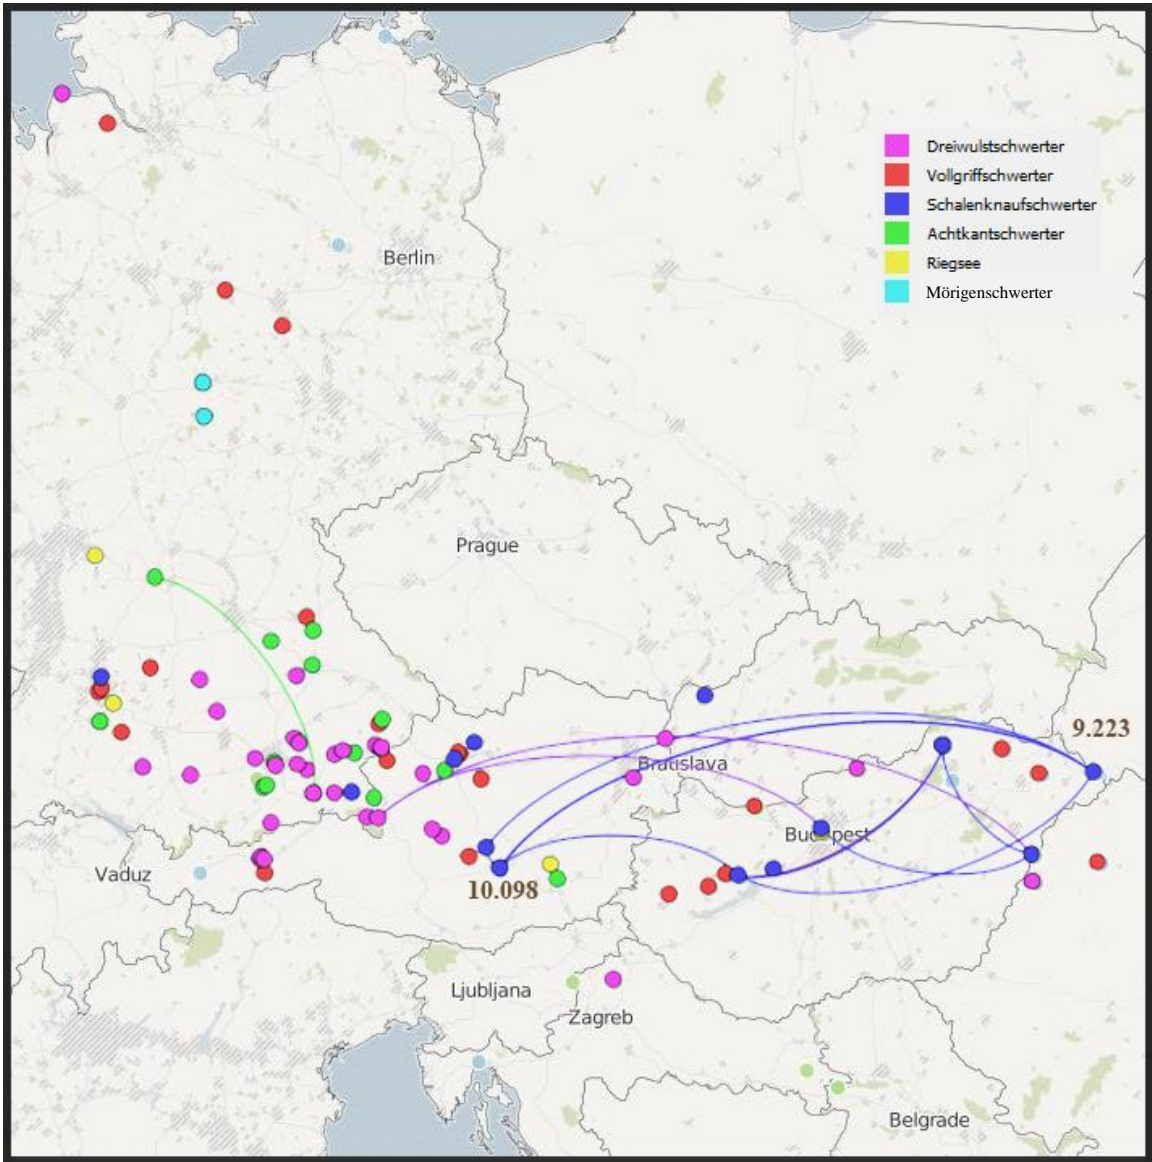 Dreiwulstschwerter
Vollgriffschwerter
Schalenknaufschwerter
Berlin
Achtkantschwerter
Riegsee
Mörigenschwerter
Prague
9.223
Bratislava
Budapest
Vaduz
10.098
Ljubljana
Zagreb
Belgrade